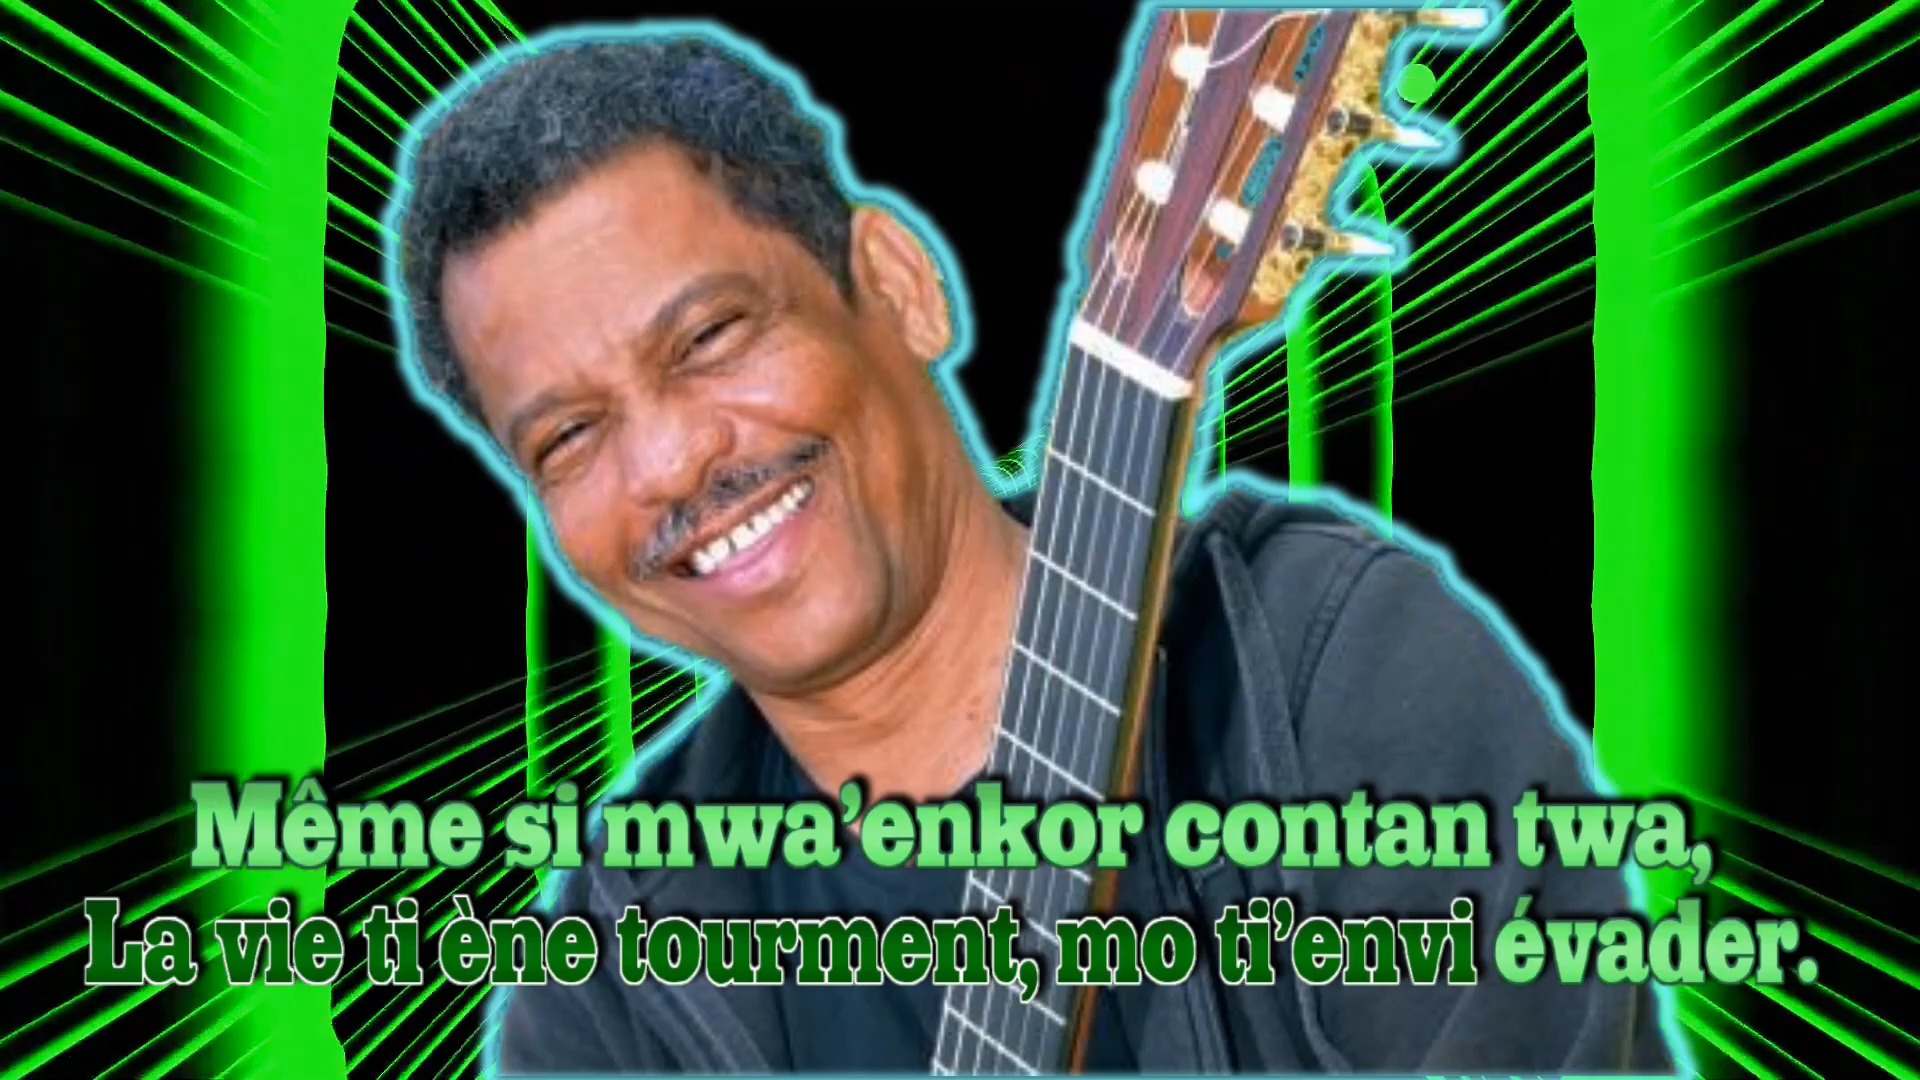 Même si mwa’enkor contan twa,
La vie ti ène tourment, mo ti’envi évader.